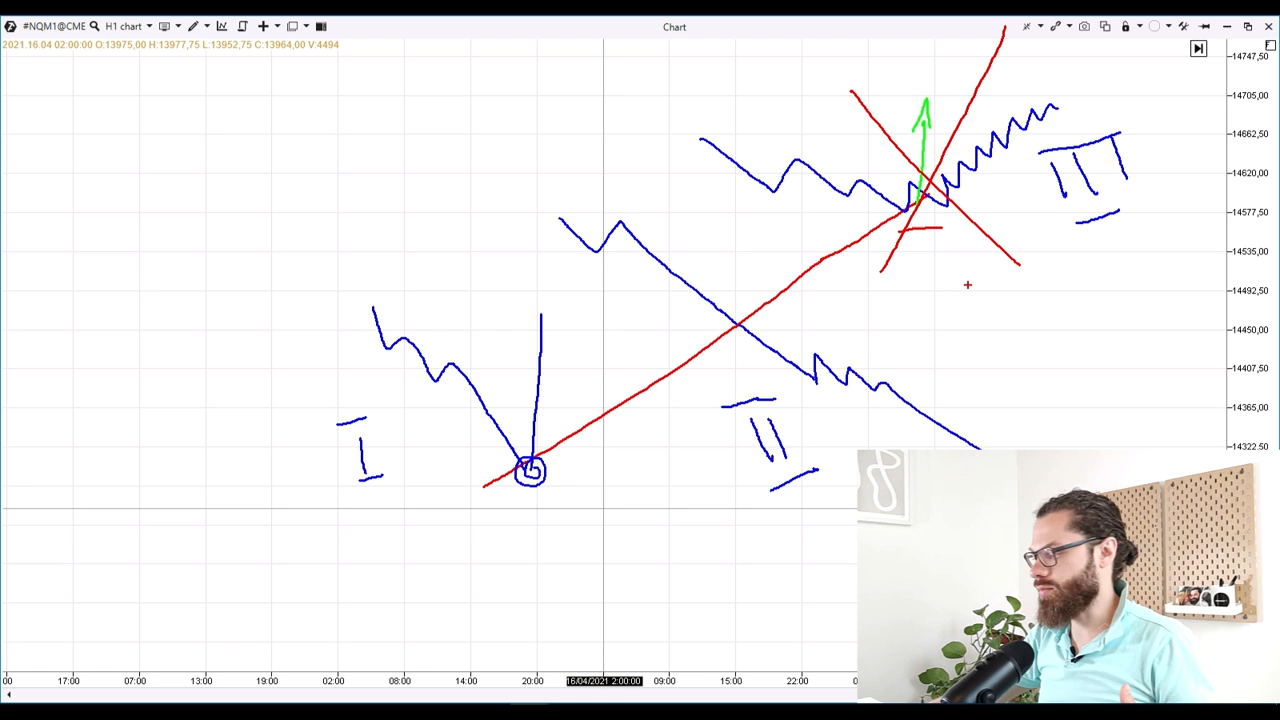 #NQM1@CME H1 chart Chart
2021.16.04 02:00:00 O:13975,00 H:13977,75 L:13952,75 C:13964,00 V:4494
14747,50
14705,00
14662,50
14620,00
14577,50
14535,00
14492,50
14450,00
14407,50
14365,00
14322,50
I
II
III
17:00 07:00 13:00 19:00 02:00 08:00 14:00 20:00 16/04/2021 2:00:00 09:00 15:00 22:00